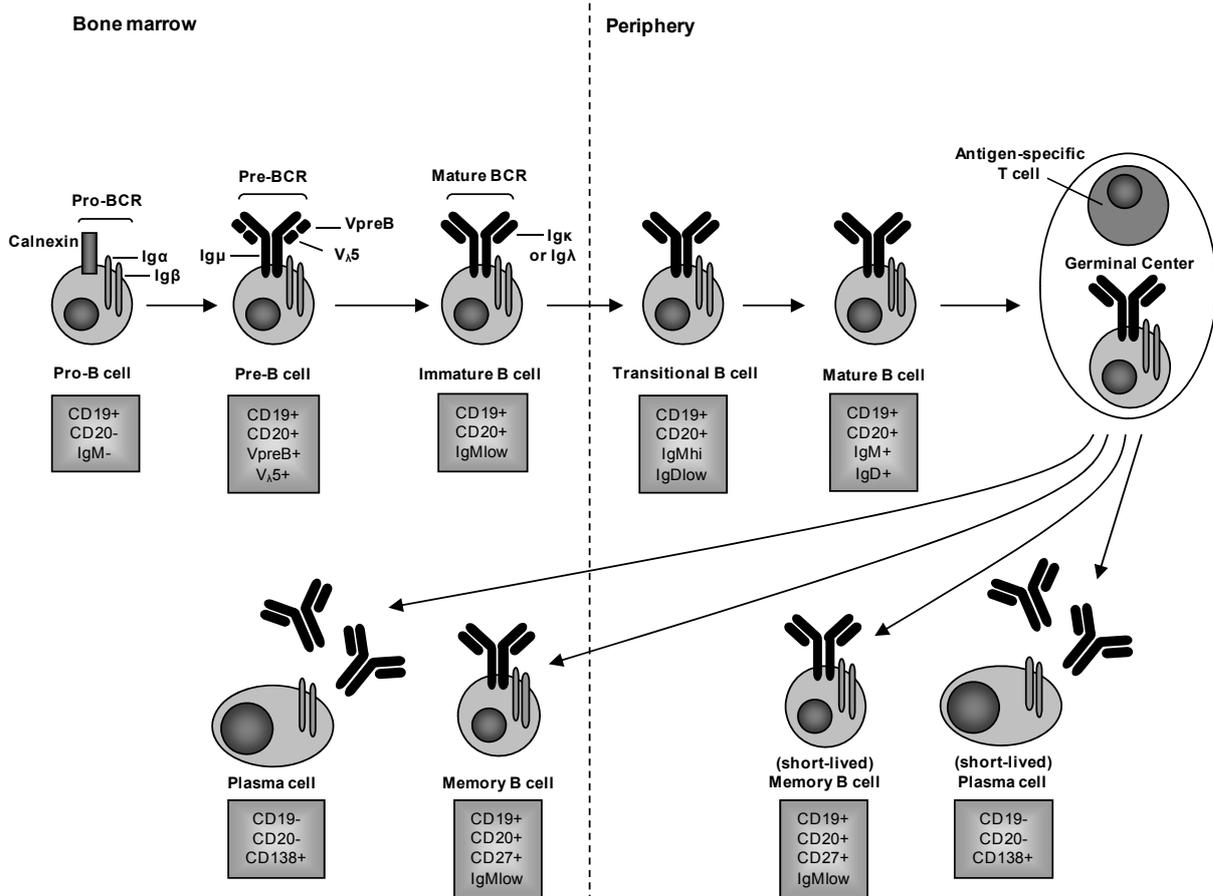 Bone marrow
Periphery
Antigen-specific
T cell
Pro-BCR
Pre-BCR
Mature BCR
Calnexin
Igα
Igβ
Igμ
VpreB
Vλ5
Igκ
or Igλ
Germinal Center
Pro-B cell
CD19+
CD20-
IgM-
Pre-B cell
CD19+
CD20+
VpreB+
Vλ5+
Immature B cell
CD19+
CD20+
IgMlow
Transitional B cell
CD19+
CD20+
IgMhi
IgDlow
Mature B cell
CD19+
CD20+
IgM+
IgD+
Plasma cell
CD19-
CD20-
CD138+
Memory B cell
CD19+
CD20+
CD27+
IgMlow
(short-lived)
Memory B cell
CD19+
CD20+
CD27+
IgMlow
(short-lived)
Plasma cell
CD19-
CD20-
CD138+